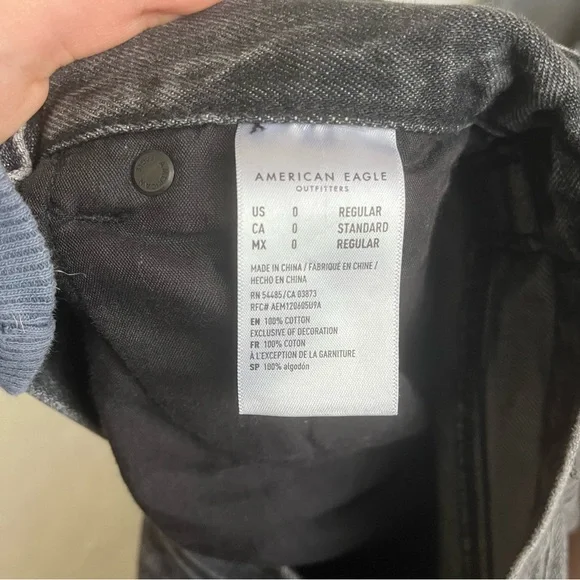 AMERICAN EAGLE
OUTFITTERS
US 0 REGULAR
CA 0 STANDARD
MX 0 REGULAR
MADE IN CHINA / FABRIQUÉ EN CHINE /
HECHO EN CHINA
RN 54485/CA 03873
RFC# AEM120605U9A
EN 100% COTTON
EXCLUSIVE OF DECORATION
FR 100% COTON
À L'EXCEPTION DE LA GARNITURE
SP 100% algodón